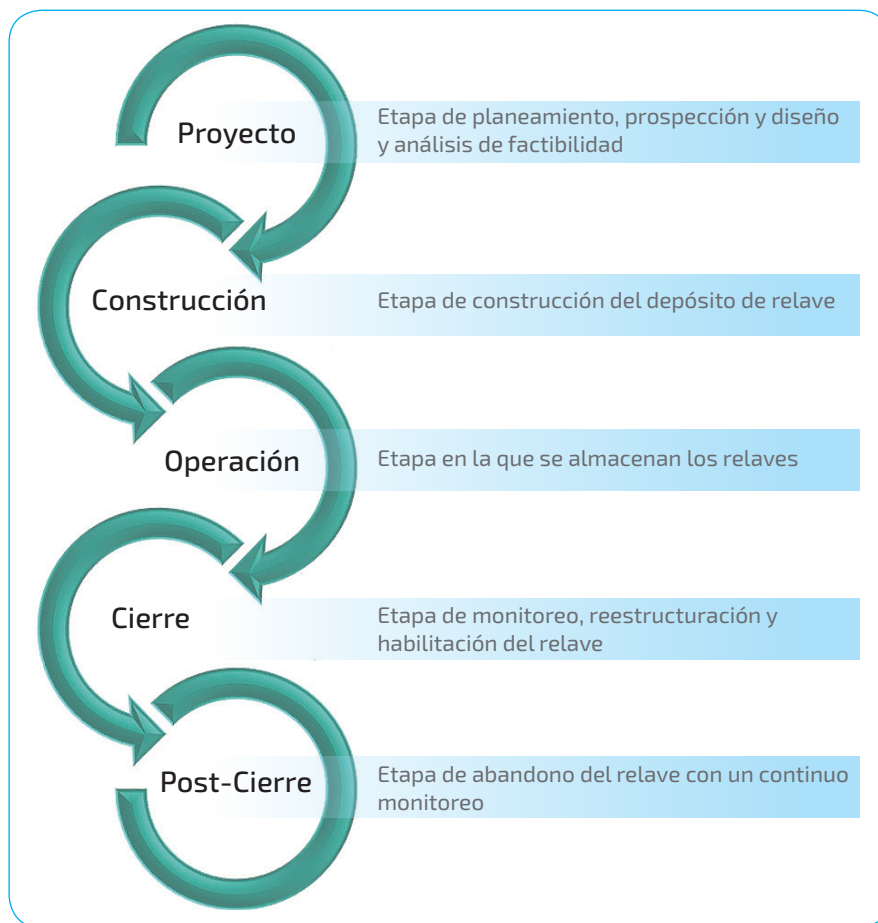 Proyecto
Etapa de planeamiento, prospección y diseño
y análisis de factibilidad
Construcción
Etapa de construcción del depósito de relave
Operación
Etapa en la que se almacenan los relaves
Cierre
Etapa de monitoreo, reestructuración y
habilitación del relave
Post-Cierre
Etapa de abandono del relave con un continuo
monitoreo